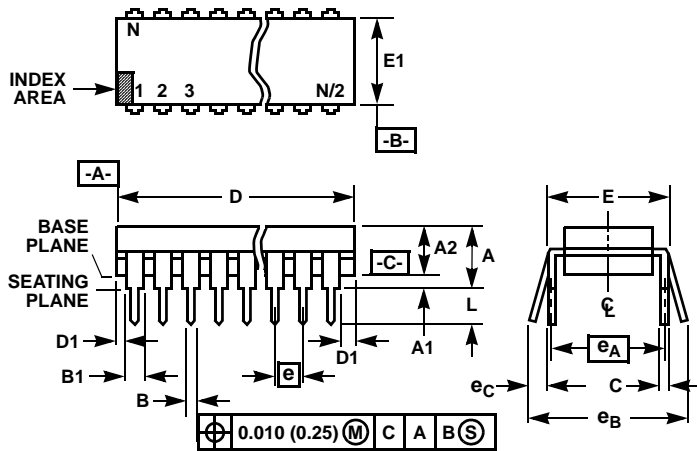 N
E1
INDEX
AREA
1 2 3 N/2
-B-
-A-
D
E
BASE
PLANE
A2
A
-C-
SEATING
PLANE
L
C
L
D1
A1
D1
eA
B1
e
eC
C
B
eB
0.010 (0.25) M C A B S